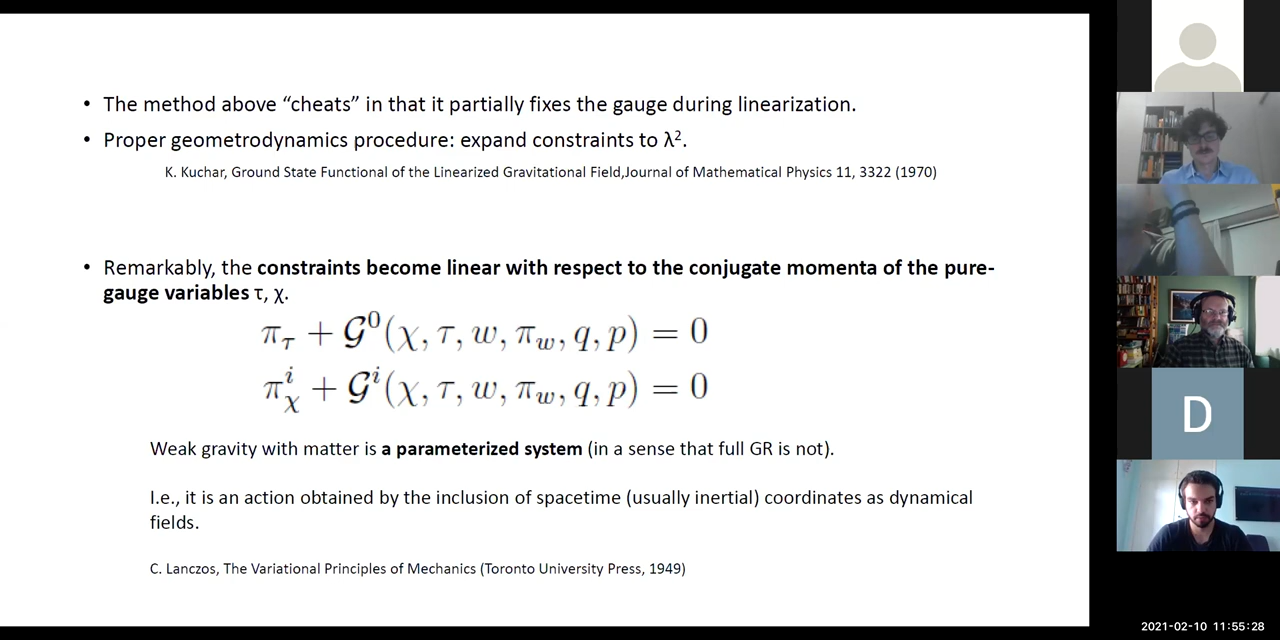 • The method above “cheats” in that it partially fixes the gauge during linearization.
• Proper geometrodynamics procedure: expand constraints to λ².
K. Kuchar, Ground State Functional of the Linearized Gravitational Field,Journal of Mathematical Physics 11, 3322 (1970)
• Remarkably, the constraints become linear with respect to the conjugate momenta of the pure-
gauge variables τ, χ.
π_τ + 𝒢⁰(χ, τ, w, π_w, q, p) = 0
π^i_χ + 𝒢^i(χ, τ, w, π_w, q, p) = 0
Weak gravity with matter is a parameterized system (in a sense that full GR is not).
I.e., it is an action obtained by the inclusion of spacetime (usually inertial) coordinates as dynamical
fields.
C. Lanczos, The Variational Principles of Mechanics (Toronto University Press, 1949)
D
2021-02-10 11:55:28